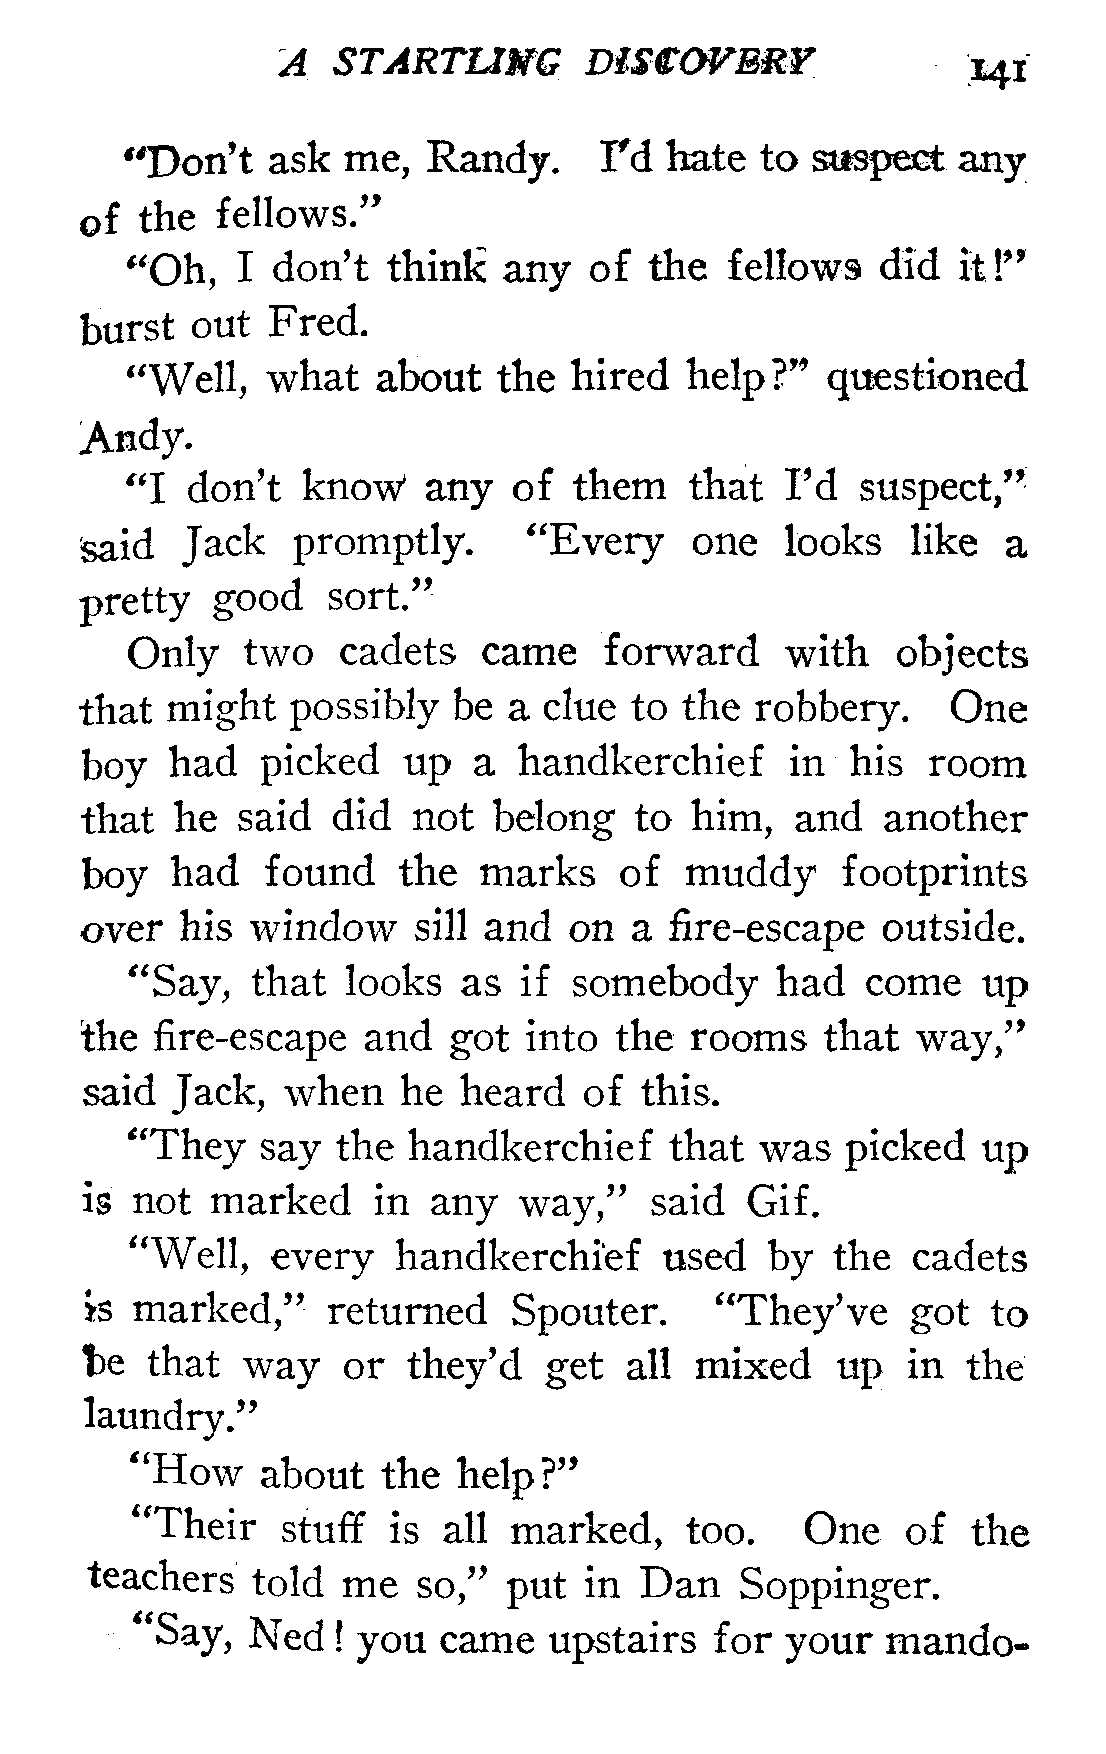 A STARTLING DISCOVERY 141
"Don't ask me, Randy. I'd hate to suspect any
of the fellows."
"Oh, I don't think any of the fellows did it!"
burst out Fred.
"Well, what about the hired help?" questioned
Andy.
"I don't know any of them that I'd suspect,"
said Jack promptly. "Every one looks like a
pretty good sort."
Only two cadets came forward with objects
that might possibly be a clue to the robbery. One
boy had picked up a handkerchief in his room
that he said did not belong to him, and another
boy had found the marks of muddy footprints
over his window sill and on a fire-escape outside.
"Say, that looks as if somebody had come up
the fire-escape and got into the rooms that way,"
said Jack, when he heard of this.
"They say the handkerchief that was picked up
is not marked in any way," said Gif.
"Well, every handkerchief used by the cadets
is marked," returned Spouter. "They've got to
be that way or they'd get all mixed up in the
laundry."
"How about the help?"
"Their stuff is all marked, too. One of the
teachers told me so," put in Dan Soppinger.
"Say, Ned! you came upstairs for your mando-